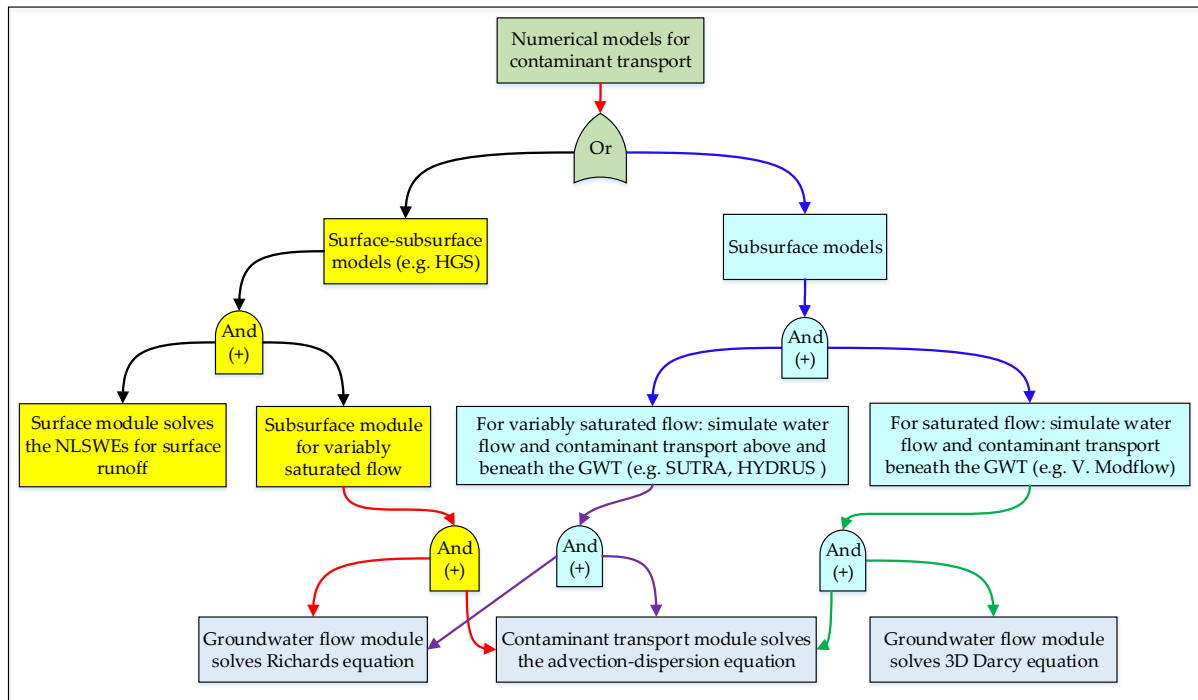 Numerical models for
contaminant transport
Or
Surface-subsurface
models (e.g. HGS)
Subsurface models
And
(+)
And
(+)
Surface module solves
the NLSWEs for surface
runoff
Subsurface module
for variably
saturated flow
For variably saturated flow: simulate water
flow and contaminant transport above and
beneath the GWT (e.g. SUTRA, HYDRUS )
For saturated flow: simulate water
flow and contaminant transport
beneath the GWT (e.g. V. Modflow)
And
(+)
And
(+)
And
(+)
Groundwater flow module
solves Richards equation
Contaminant transport module solves
the advection-dispersion equation
Groundwater flow module
solves 3D Darcy equation